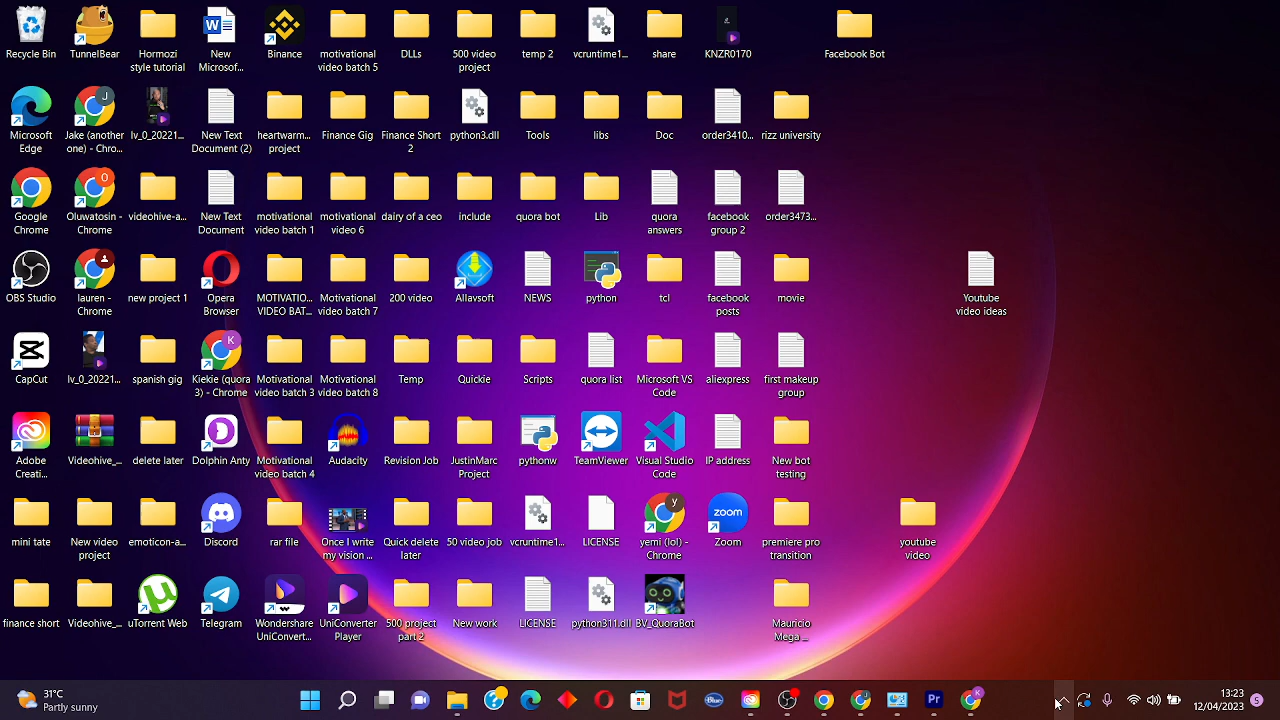 Recycle Bin
TunnelBear
Hormozi
style tutorial
New
Microsof...
Binance
motivational
video batch 5
DLLs
500 video
project
temp 2
vcruntime1...
share
KNZR0170
Facebook Bot
Microsoft
Edge
Jake (another
one) - Chro...
lv_0_20221...
New Text
Document (2)
heartwarm...
project
Finance Gig
Finance Short
2
python3.dll
Tools
libs
Doc
order3410...
rizz university
Google
Chrome
Oluwatosin -
Chrome
videohive-a...
New Text
Document
motivational
video batch 1
motivational
video 6
dairy of a ceo
include
quora bot
Lib
quora
answers
facebook
group 2
order3473...
OBS Studio
lauren -
Chrome
new project 1
Opera
Browser
MOTIVATIO...
VIDEO BAT...
Motivational
video batch 7
200 video
Allavsoft
NEWS
python
tcl
facebook
posts
movie
Youtube
video ideas
CapCut
lv_0_20221...
spanish gig
Kiekie (quora
3) - Chrome
Motivational
video batch 3
Motivational
video batch 8
Temp
Quickie
Scripts
quora list
Microsoft VS
Code
aliexpress
first makeup
group
Adobe
Creati...
Videohive_...
delete later
Dolphin Anty
Motivational
video batch 4
Audacity
Revision Job
JustinMarc
Project
pythonw
TeamViewer
Visual Studio
Code
IP address
New bot
testing
mini tate
New video
project
emoticon-a...
Discord
rar file
Once I write
my vision ...
Quick delete
later
50 video job
vcruntime1...
LICENSE
yemi (lol) -
Chrome
zoom
Zoom
premiere pro
transition
youtube
video
finance short
Videohive_...
uTorrent Web
Telegram
Wondershare
UniConvert...
UniConverter
Player
500 project
part 2
New work
LICENSE
python311.dll
BV_QuoraBot
Mauricio
Mega ...
31°C
Partly sunny
Pr
13:23
12/04/2023
5